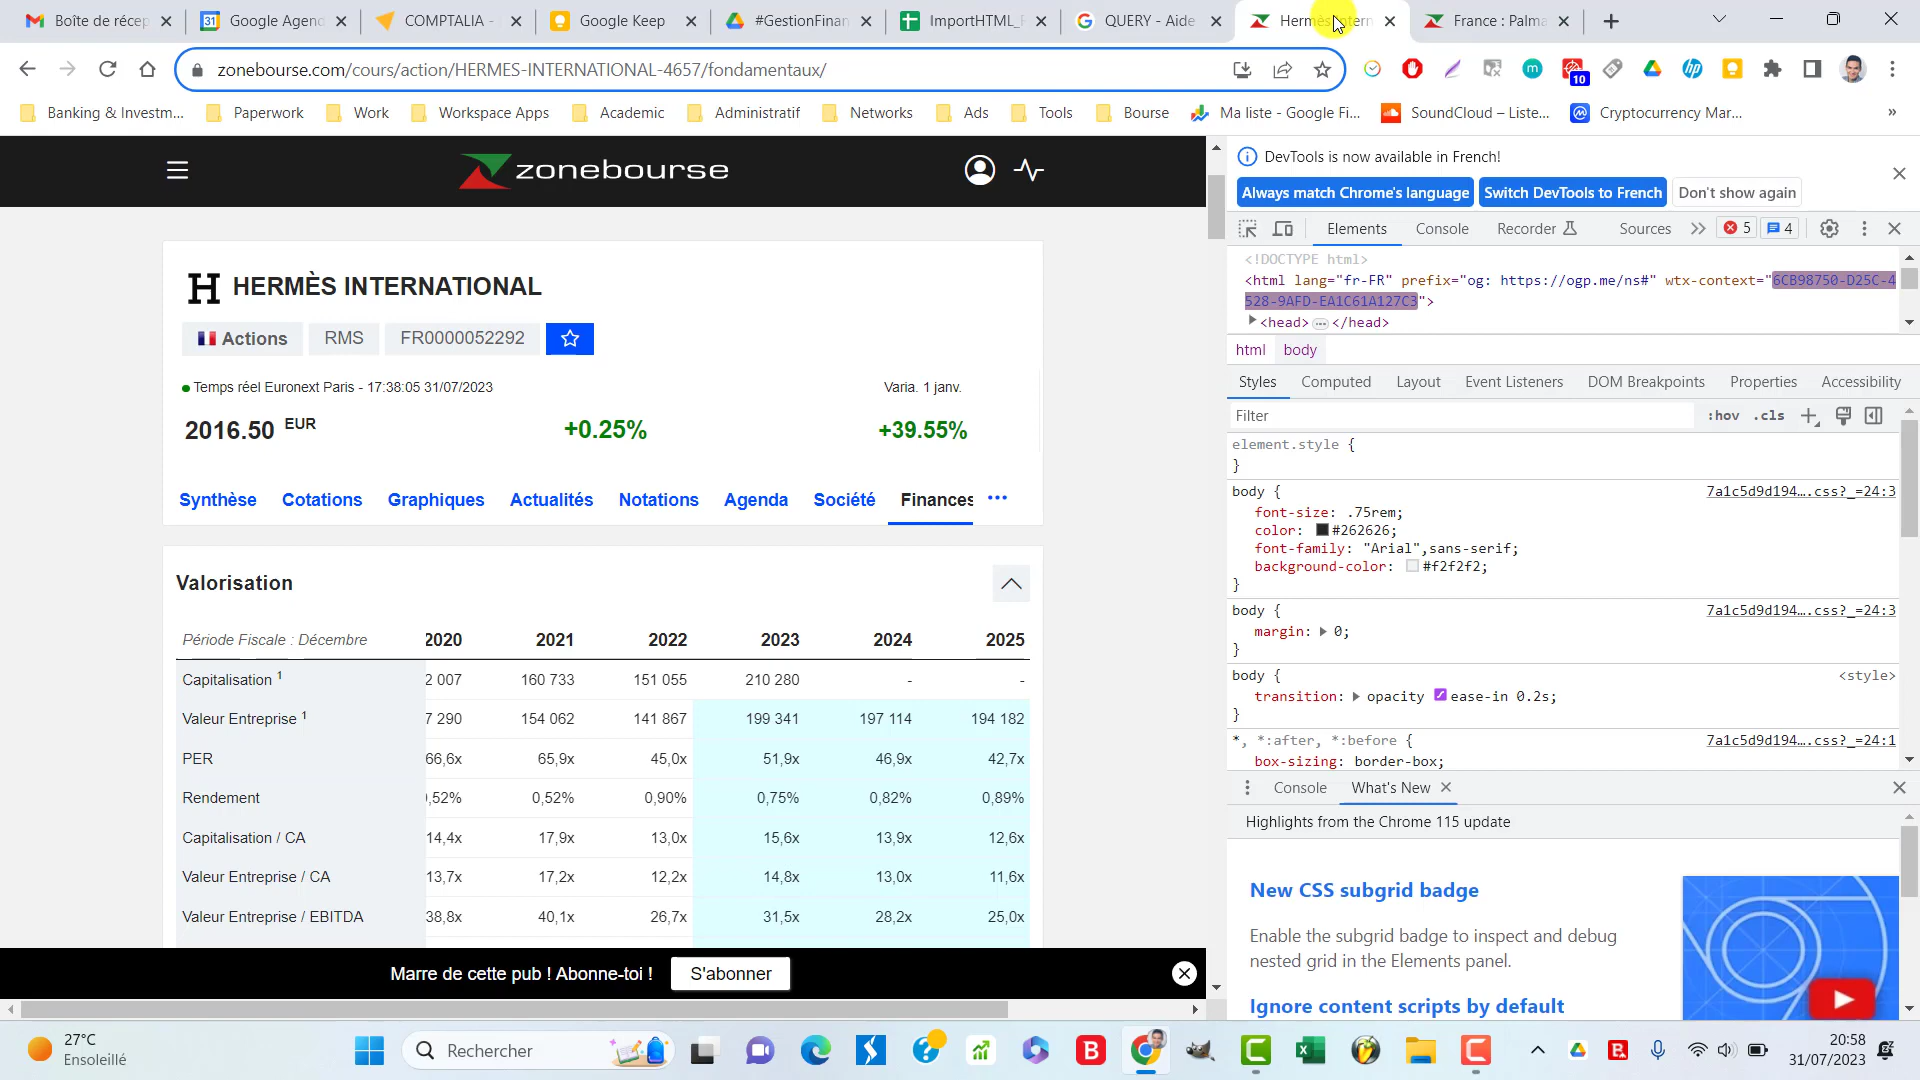 Boîte de récep
Google Agend
COMPTALIA -
Google Keep
#GestionFinan
ImportHTML_
QUERY - Aide
Hermès Intern
France : Palma
zonebourse.com/cours/action/HERMES-INTERNATIONAL-4657/fondamentaux/
10
Banking & Investm...
Paperwork
Work
Workspace Apps
Academic
Administratif
Networks
Ads
Tools
Bourse
Ma liste - Google Fi...
SoundCloud – Liste...
Cryptocurrency Mar...
»
zonebourse
HERMÈS INTERNATIONAL
Actions
RMS
FR0000052292
Temps réel Euronext Paris - 17:38:05 31/07/2023
Varia. 1 janv.
2016.50 EUR
+0.25%
+39.55%
Synthèse
Cotations
Graphiques
Actualités
Notations
Agenda
Société
Finances
Valorisation
Période Fiscale : Décembre 2020 2021 2022 2023 2024 2025
Capitalisation 1 2 007 160 733 151 055 210 280 - -
Valeur Entreprise 1 7 290 154 062 141 867 199 341 197 114 194 182
PER 66,6x 65,9x 45,0x 51,9x 46,9x 42,7x
Rendement ,52% 0,52% 0,90% 0,75% 0,82% 0,89%
Capitalisation / CA 14,4x 17,9x 13,0x 15,6x 13,9x 12,6x
Valeur Entreprise / CA 13,7x 17,2x 12,2x 14,8x 13,0x 11,6x
Valeur Entreprise / EBITDA 38,8x 40,1x 26,7x 31,5x 28,2x 25,0x
Marre de cette pub ! Abonne-toi !
S'abonner
DevTools is now available in French!
Always match Chrome's language
Switch DevTools to French
Don't show again
Elements
Console
Recorder
Sources
5
4
<!DOCTYPE html>
<html lang="fr-FR" prefix="og: https://ogp.me/ns#" wtx-context="6CB98750-D25C-4
528-9AFD-EA1C61A127C3">
<head> ... </head>
html
body
Styles
Computed
Layout
Event Listeners
DOM Breakpoints
Properties
Accessibility
Filter
:hov
.cls
element.style {
}
body { 7a1c5d9d194….css?_=24:3
font-size: .75rem;
color: #262626;
font-family: "Arial",sans-serif;
background-color: #f2f2f2;
}
body { 7a1c5d9d194….css?_=24:3
margin: 0;
}
body { <style>
transition: opacity ease-in 0.2s;
}
*, *:after, *:before { 7a1c5d9d194….css?_=24:1
box-sizing: border-box;
Console
What's New
Highlights from the Chrome 115 update
New CSS subgrid badge
Enable the subgrid badge to inspect and debug
nested grid in the Elements panel.
Ignore content scripts by default
27°C
Ensoleillé
Rechercher
20:58
31/07/2023